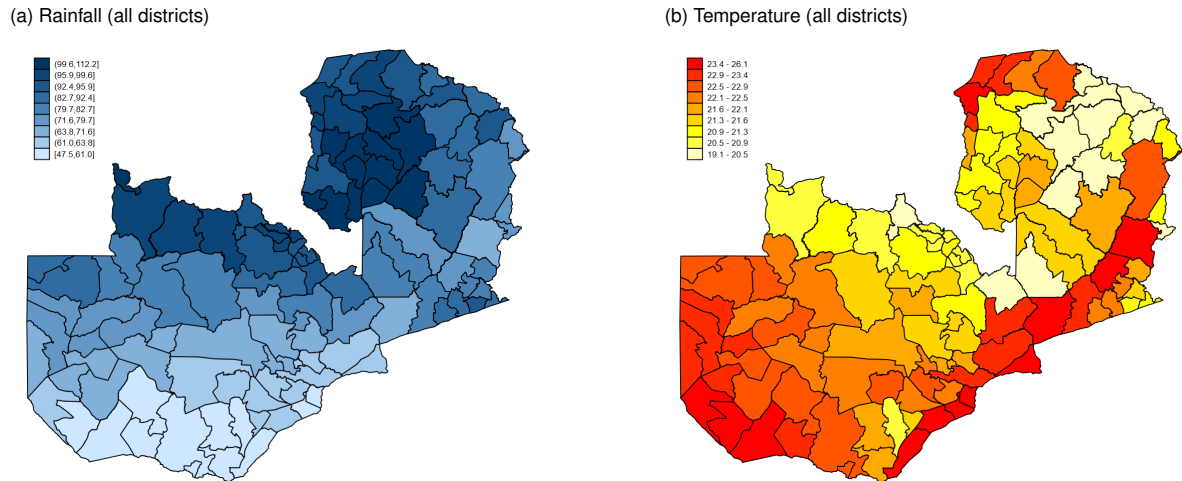 (a) Rainfall (all districts)
(99.6,112.2]
(95.9,99.6]
(92.4,95.9]
(82.7,92.4]
(79.7,82.7]
(71.6,79.7]
(63.8,71.6]
(61.0,63.8]
[47.5,61.0]
(b) Temperature (all districts)
23.4 - 26.1
22.9 - 23.4
22.5 - 22.9
22.1 - 22.5
21.6 - 22.1
21.3 - 21.6
20.9 - 21.3
20.5 - 20.9
19.1 - 20.5